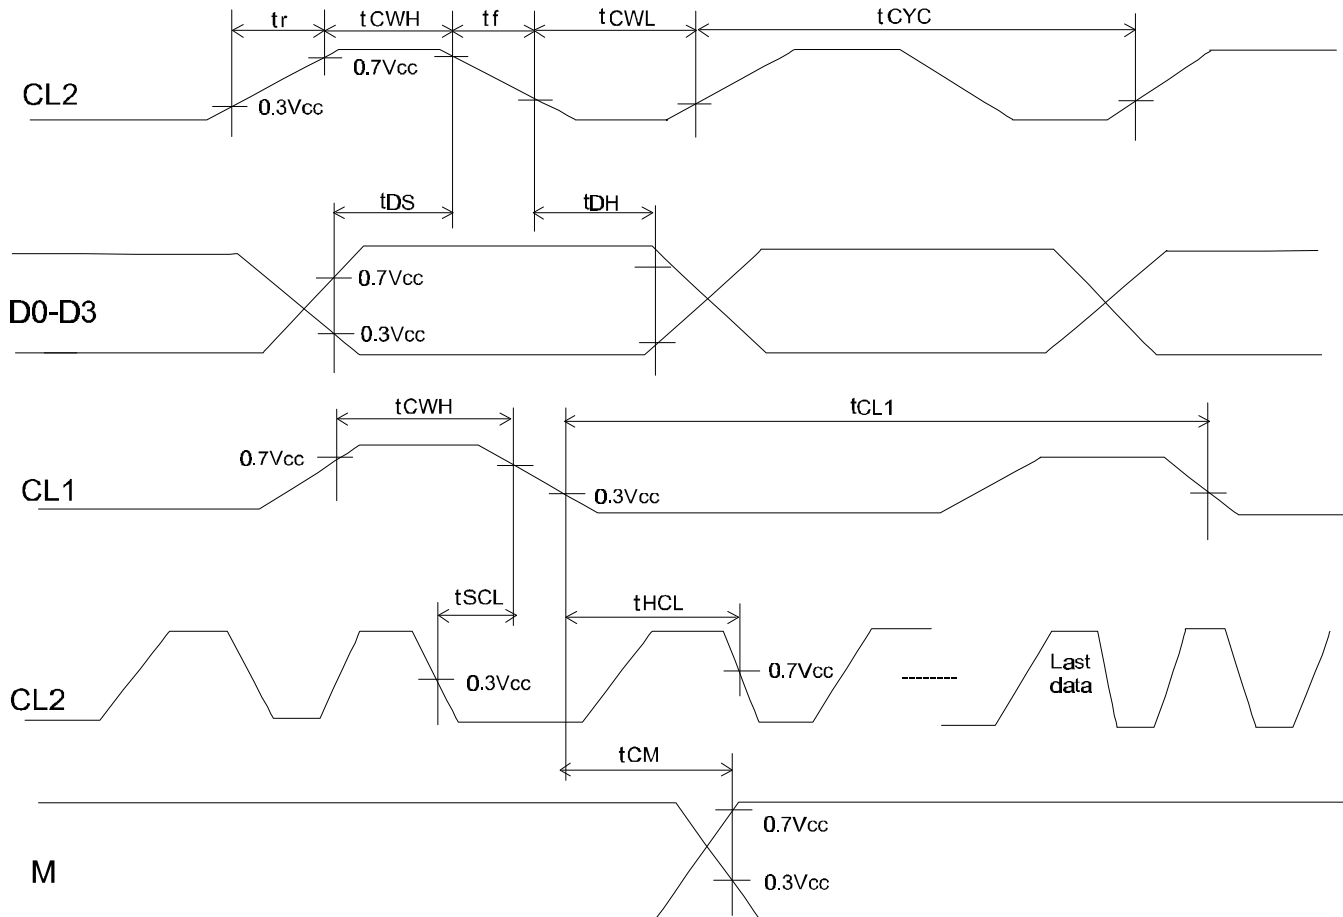 tr tCWH tf tCWL tCYC
0.7Vcc
CL2 0.3Vcc
tDS tDH
0.7Vcc
D0-D3
0.3Vcc
tCWH tCL1
0.7Vcc
CL1 0.3Vcc
tSCL tHCL
Last
0.7Vcc
CL2 0.3Vcc --------- data
tCM
0.7Vcc
M
0.3Vcc